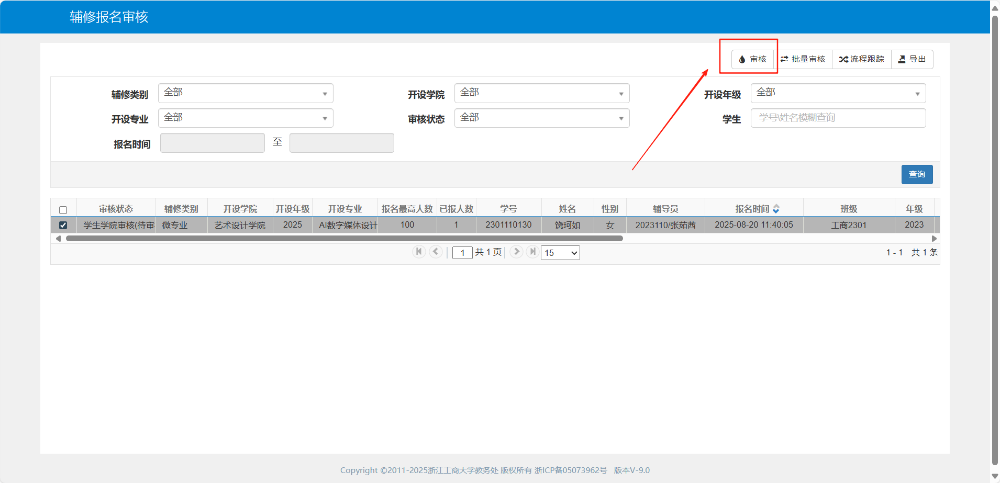 辅修报名审核
审核 批量审核 流程跟踪 导出
辅修类别 全部 开设学院 全部 开设年级 全部
开设专业 全部 审核状态 全部 学生 学号\姓名模糊查询
报名时间 至
查询
审核状态 辅修类别 开设学院 开设年级 开设专业 报名最高人数 已报人数 学号 姓名 性别 辅导员 报名时间 班级 年级
学生学院审核(待审 微专业 艺术设计学院 2025 AI数字媒体设计 100 1 2301110130 饶珂如 女 2023110/张茹茜 2025-08-20 11:40:05 工商2301 2023
1 共 1 页 15 1 - 1 共 1 条
Copyright ©2011-2025浙江工商大学教务处 版权所有 浙ICP备05073962号 版本V-9.0